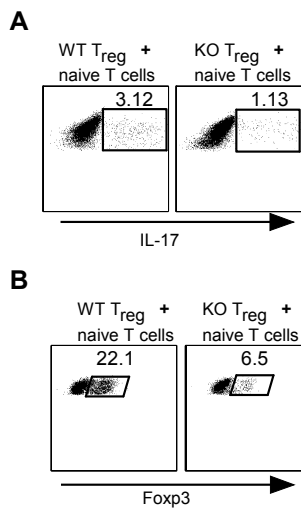 A
WT Treg + KO Treg +
naive T cells naive T cells
3.12 1.13
IL-17
B
WT Treg + KO Treg +
naive T cells naive T cells
22.1 6.5
Foxp3